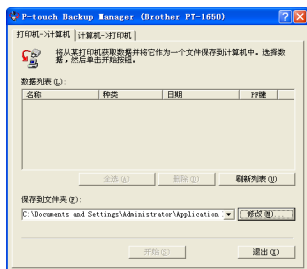 P-touch Backup Manager (Brother PT-1650)
打印机->计算机 计算机->打印机
将从某打印机获取数据并将它作为一个文件保存到计算机中。选择数
据，然后单击开始按钮。
数据列表(L):
名称 种类 日期 PF键
全选(A) 删除(D) 刷新列表(U)
保存到文件夹(F):
C:\Documents and Settings\Administrator\Application 修改(M)...
开始(S) 退出(X)